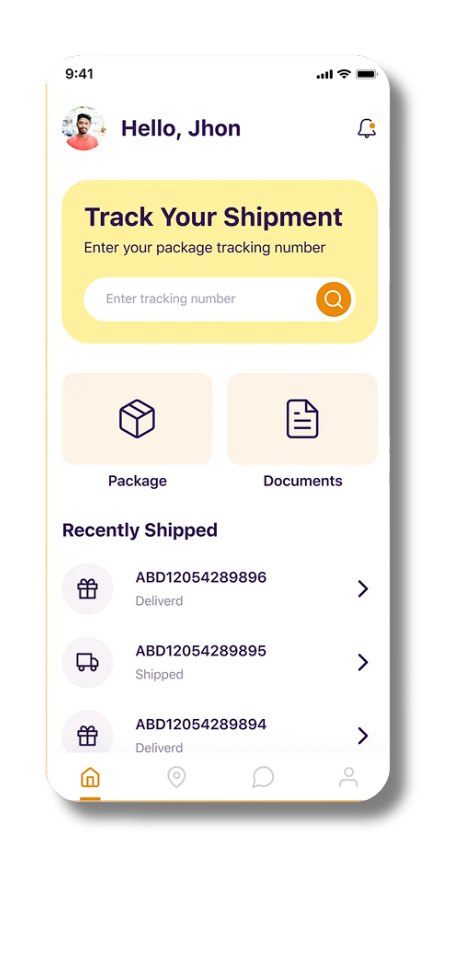 9:41
Hello, Jhon
Track Your Shipment
Enter your package tracking number
Enter tracking number
Package
Documents
Recently Shipped
ABD12054289896
Deliverd
ABD12054289895
Shipped
ABD12054289894
Deliverd